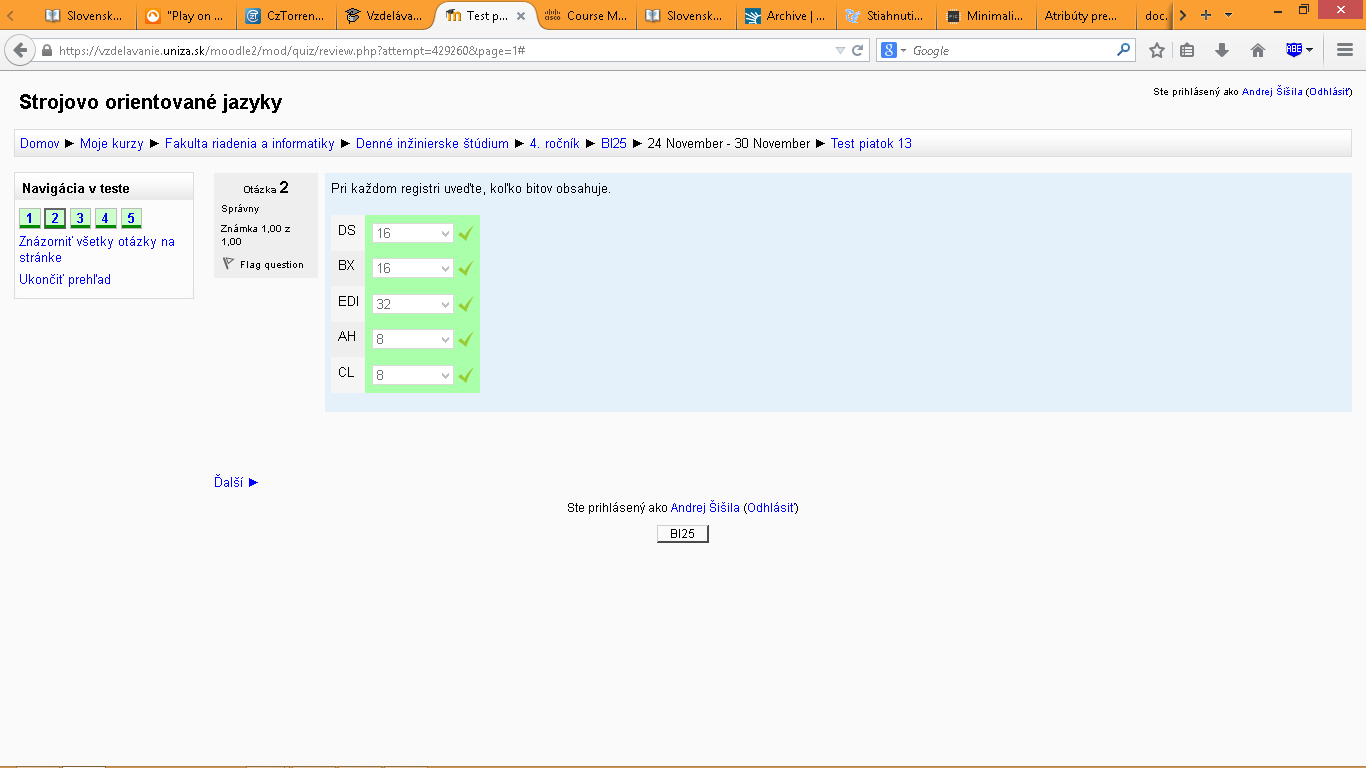 Slovensk...
"Play on ...
CzTorren...
Vzdeláva...
Test p...
Course M...
Slovensk...
Archive | ...
Stiahnuti...
Minimali...
Atribúty pre...
doc.
https://vzdelavanie.uniza.sk/moodle2/mod/quiz/review.php?attempt=429260&page=1#
Google
ABE
Strojovo orientované jazyky
Ste prihlásený ako Andrej Šišila (Odhlásiť)
Domov ► Moje kurzy ► Fakulta riadenia a informatiky ► Denné inžinierske štúdium ► 4. ročník ► BI25 ► 24 November - 30 November ► Test piatok 13
Navigácia v teste
1 2 3 4 5
Znázorniť všetky otázky na
stránke
Ukončiť prehľad
Otázka 2
Správny
Známka 1,00 z
1,00
Flag question
Pri každom registri uveďte, koľko bitov obsahuje.
DS 16
BX 16
EDI 32
AH 8
CL 8
Ďalší ►
Ste prihlásený ako Andrej Šišila (Odhlásiť)
BI25